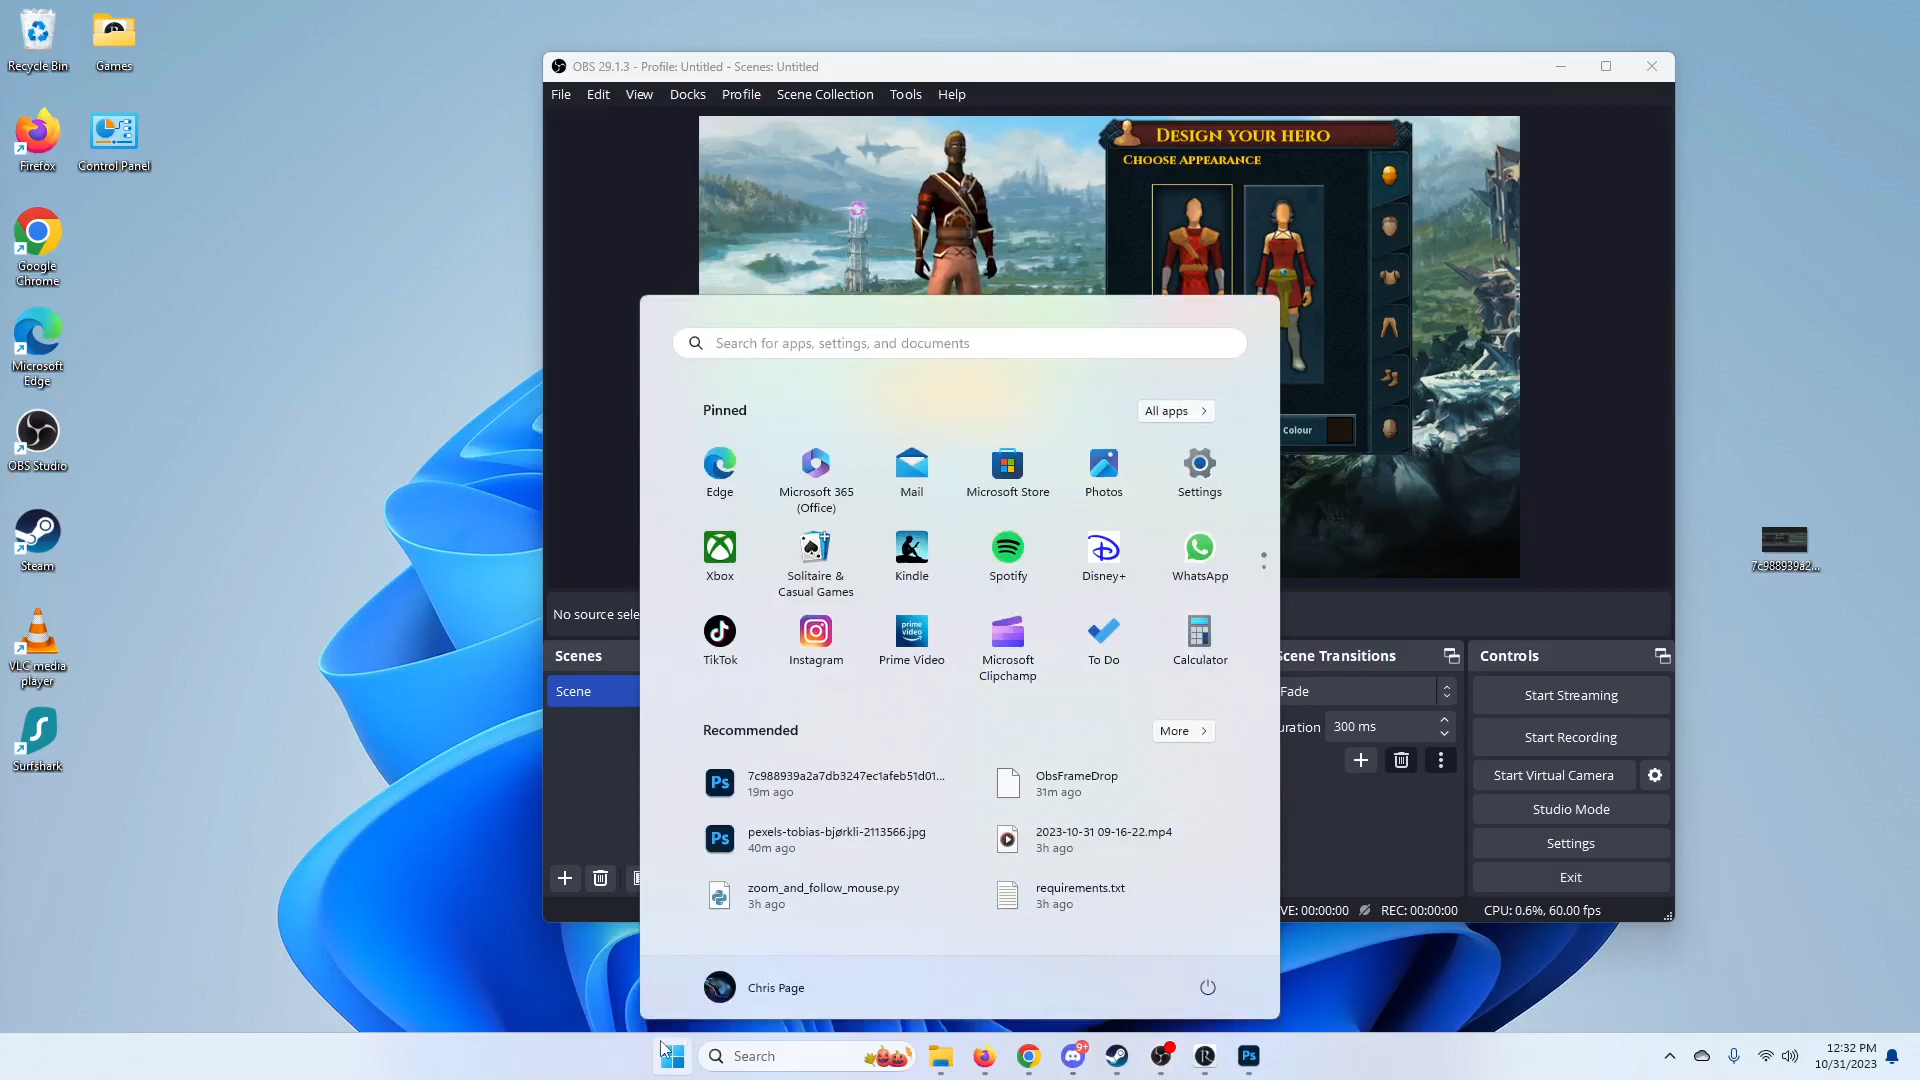 Recycle Bin
Games
Firefox
Control Panel
Google
Chrome
Microsoft
Edge
OBS Studio
Steam
VLC media
player
Surfshark
OBS 29.1.3 - Profile: Untitled - Scenes: Untitled
File Edit View Docks Profile Scene Collection Tools Help
Design your hero
Choose Appearance
Colour
Search for apps, settings, and documents
Pinned
All apps
Edge
Microsoft 365
(Office)
Mail
Microsoft Store
Photos
Settings
Xbox
Solitaire &
Casual Games
Kindle
Spotify
Disney+
WhatsApp
TikTok
Instagram
prime
video
Prime Video
Microsoft
Clipchamp
To Do
Calculator
Recommended
More
Ps
7c988939a2a7db3247ec1afeb51d01...
19m ago
ObsFrameDrop
31m ago
Ps
pexels-tobias-bjørkli-2113566.jpg
40m ago
2023-10-31 09-16-22.mp4
3h ago
zoom_and_follow_mouse.py
3h ago
requirements.txt
3h ago
Chris Page
7c988939a2...
No source sele
Scenes
Scene
Scene Transitions
Fade
uration 300 ms
Controls
Start Streaming
Start Recording
Start Virtual Camera
Studio Mode
Settings
Exit
VE: 00:00:00 REC: 00:00:00 CPU: 0.6%, 60.00 fps
Search
9+
Ps
12:32 PM
10/31/2023